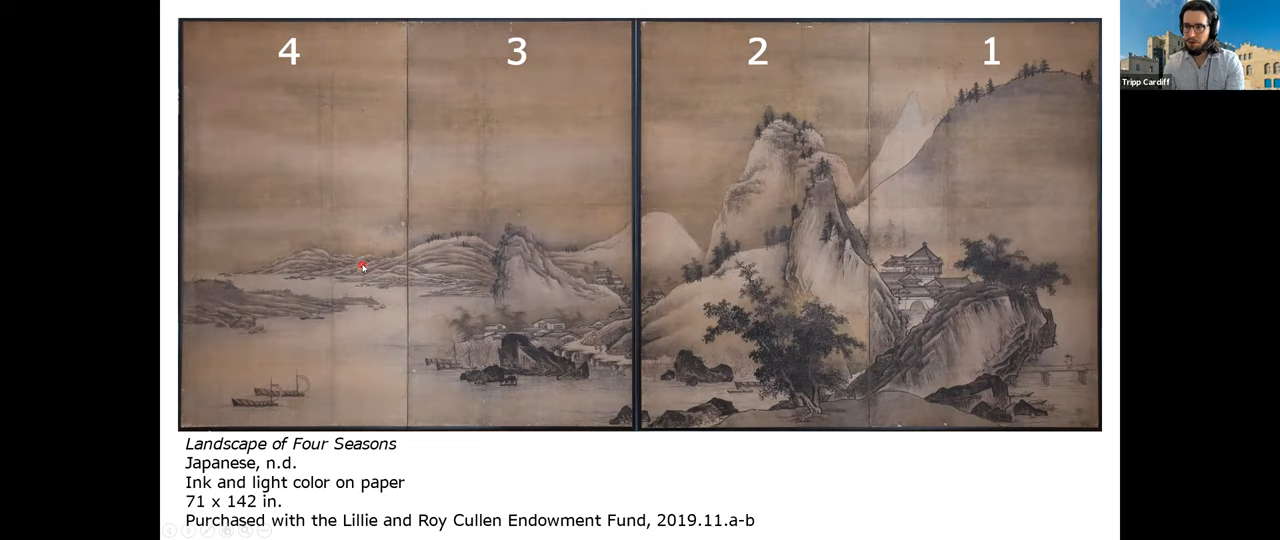 4 3 2 1
Tripp Cardiff
Landscape of Four Seasons
Japanese, n.d.
Ink and light color on paper
71 x 142 in.
Purchased with the Lillie and Roy Cullen Endowment Fund, 2019.11.a-b